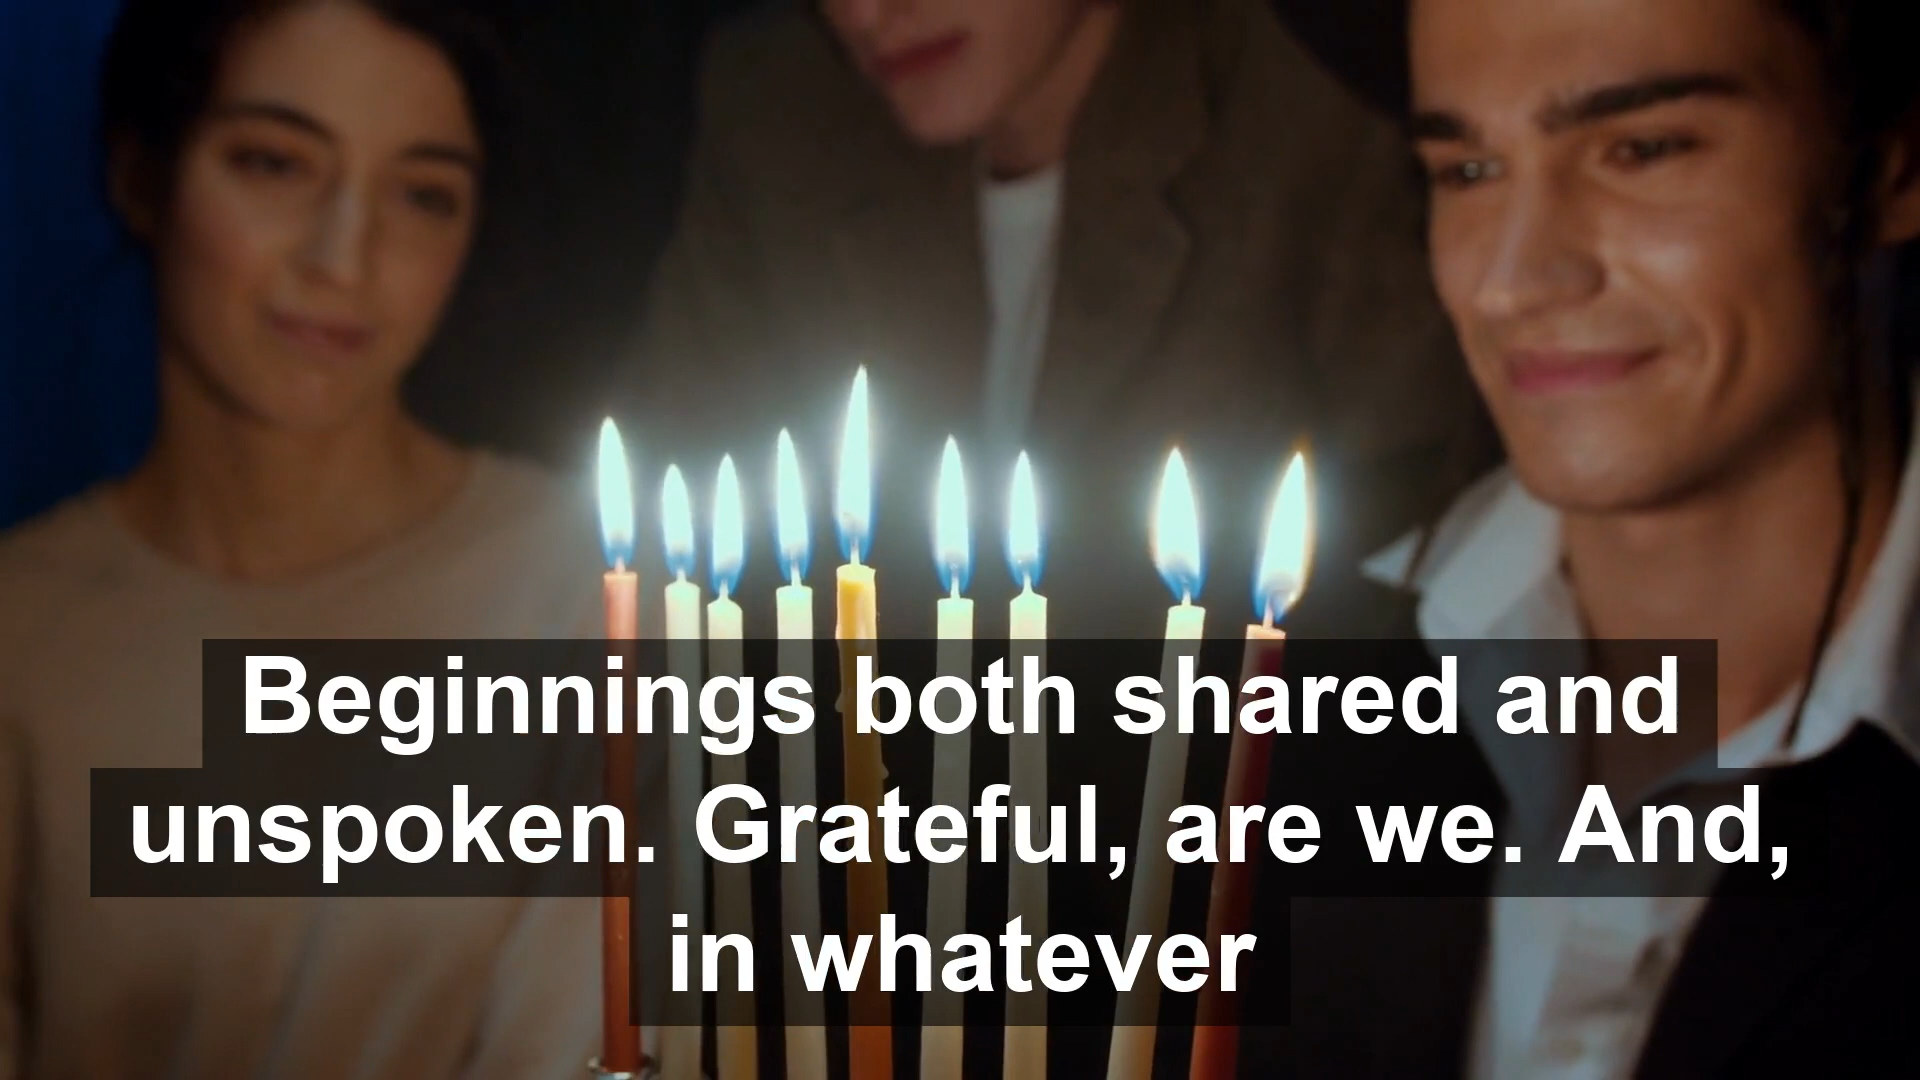 Beginnings both shared and
unspoken. Grateful, are we. And,
in whatever